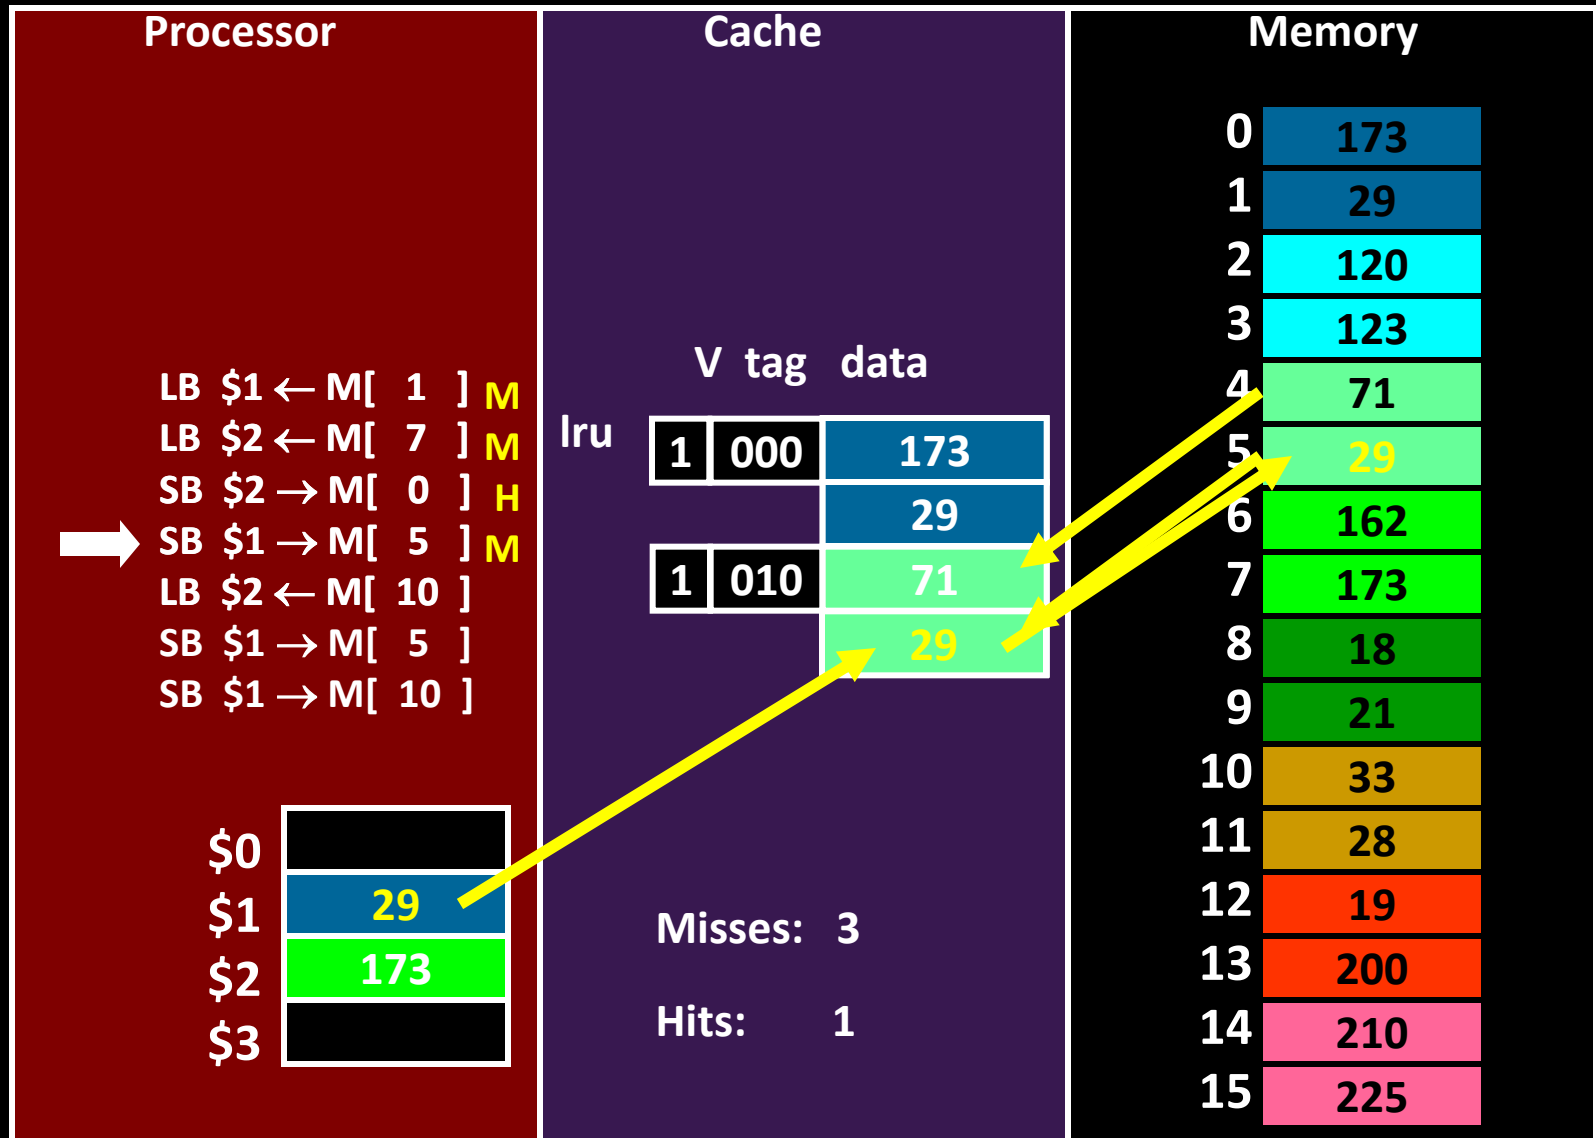 Processor
LB $1 ← M[ 1 ] M
LB $2 ← M[ 7 ] M
SB $2 → M[ 0 ] H
SB $1 → M[ 5 ] M
LB $2 ← M[ 10 ]
SB $1 → M[ 5 ]
SB $1 → M[ 10 ]
$0
$1 29
$2 173
$3
Cache
V tag data
lru 1 000 173
29
1 010 71
29
Misses: 3
Hits: 1
Memory
0 173
1 29
2 120
3 123
4 71
5 29
6 162
7 173
8 18
9 21
10 33
11 28
12 19
13 200
14 210
15 225